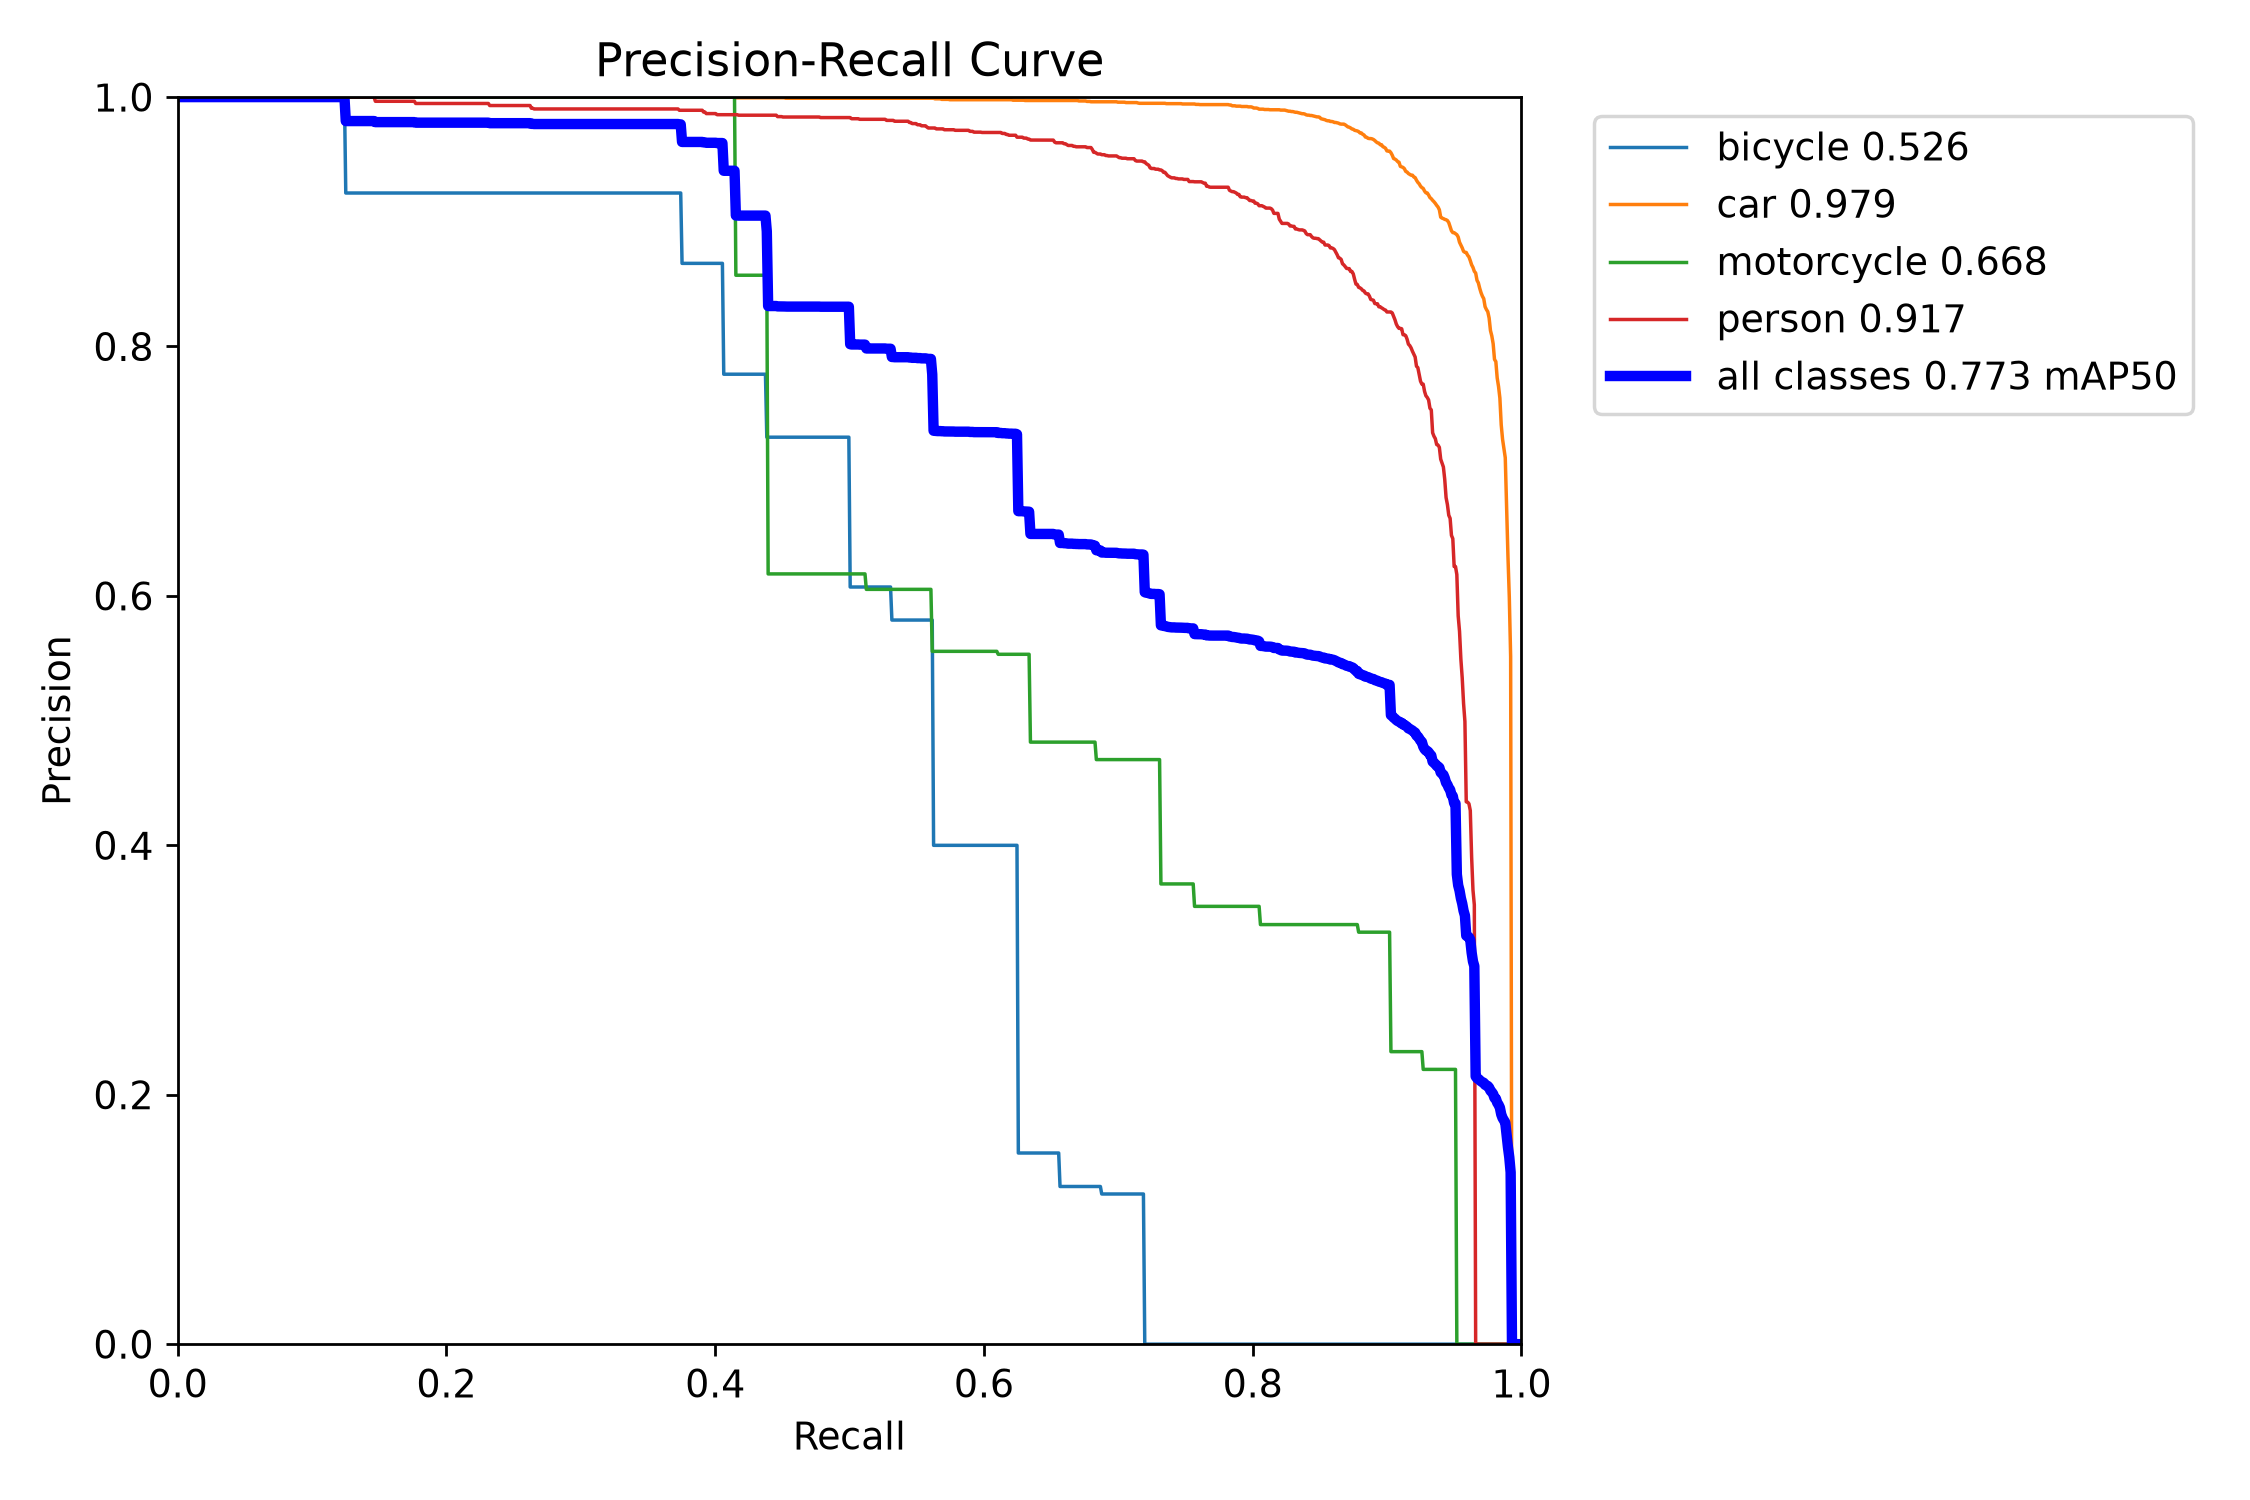 Precision-Recall Curve
1.0
0.8
0.6
0.4
0.2
0.0
Precision
0.0 0.2 0.4 0.6 0.8 1.0
Recall
bicycle 0.526
car 0.979
motorcycle 0.668
person 0.917
all classes 0.773 mAP50